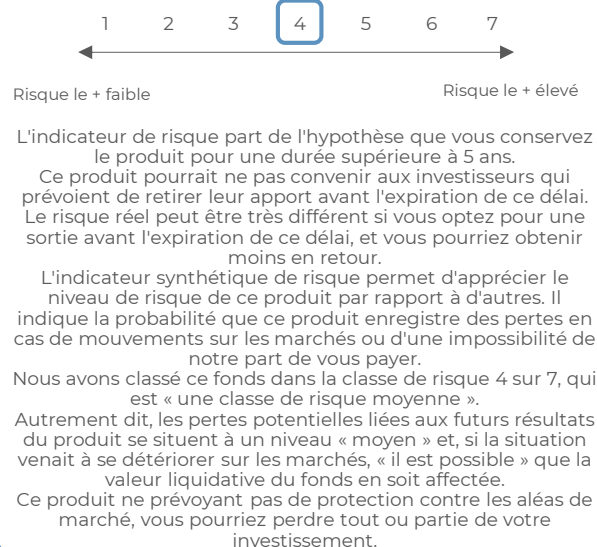 1 2 3 4 5 6 7
Risque le + faible
Risque le + élevé
L'indicateur de risque part de l'hypothèse que vous conservez
le produit pour une durée supérieure à 5 ans.
Ce produit pourrait ne pas convenir aux investisseurs qui
prévoient de retirer leur apport avant l'expiration de ce délai.
Le risque réel peut être très différent si vous optez pour une
sortie avant l'expiration de ce délai, et vous pourriez obtenir
moins en retour.
L'indicateur synthétique de risque permet d'apprécier le
niveau de risque de ce produit par rapport à d'autres. Il
indique la probabilité que ce produit enregistre des pertes en
cas de mouvements sur les marchés ou d'une impossibilité de
notre part de vous payer.
Nous avons classé ce fonds dans la classe de risque 4 sur 7, qui
est « une classe de risque moyenne ».
Autrement dit, les pertes potentielles liées aux futurs résultats
du produit se situent à un niveau « moyen » et, si la situation
venait à se détériorer sur les marchés, « il est possible » que la
valeur liquidative du fonds en soit affectée.
Ce produit ne prévoyant pas de protection contre les aléas de
marché, vous pourriez perdre tout ou partie de votre
investissement.